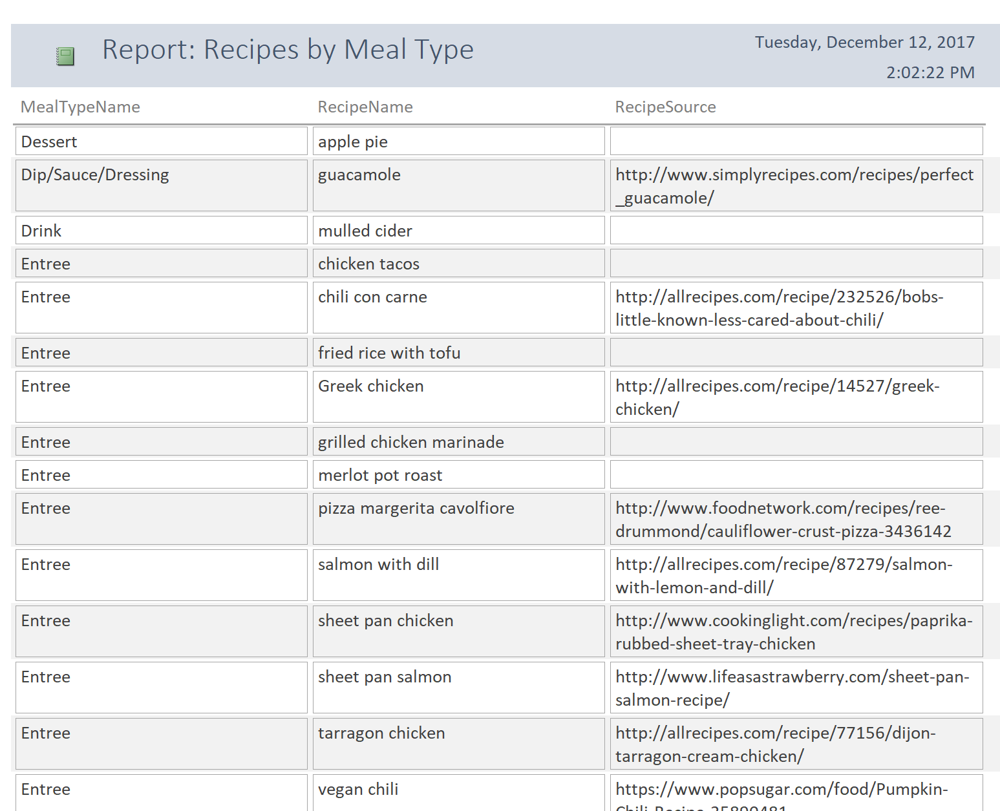 Report: Recipes by Meal Type
Tuesday, December 12, 2017
2:02:22 PM
MealTypeName RecipeName RecipeSource
Dessert apple pie
Dip/Sauce/Dressing guacamole http://www.simplyrecipes.com/recipes/perfect
_guacamole/
Drink mulled cider
Entree chicken tacos
Entree chili con carne http://allrecipes.com/recipe/232526/bobs-
little-known-less-cared-about-chili/
Entree fried rice with tofu
Entree Greek chicken http://allrecipes.com/recipe/14527/greek-
chicken/
Entree grilled chicken marinade
Entree merlot pot roast
Entree pizza margerita cavolfiore http://www.foodnetwork.com/recipes/ree-
drummond/cauliflower-crust-pizza-3436142
Entree salmon with dill http://allrecipes.com/recipe/87279/salmon-
with-lemon-and-dill/
Entree sheet pan chicken http://www.cookinglight.com/recipes/paprika-
rubbed-sheet-tray-chicken
Entree sheet pan salmon http://www.lifeasastrawberry.com/sheet-pan-
salmon-recipe/
Entree tarragon chicken http://allrecipes.com/recipe/77156/dijon-
tarragon-cream-chicken/
Entree vegan chili https://www.popsugar.com/food/Pumpkin-